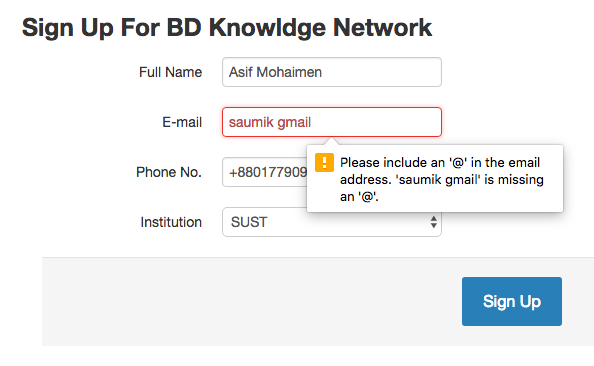 Sign Up For BD Knowldge Network
Full Name Asif Mohaimen
E-mail saumik gmail
Please include an '@' in the email
address. 'saumik gmail' is missing
an '@'.
Phone No. +880177909
Institution SUST
Sign Up